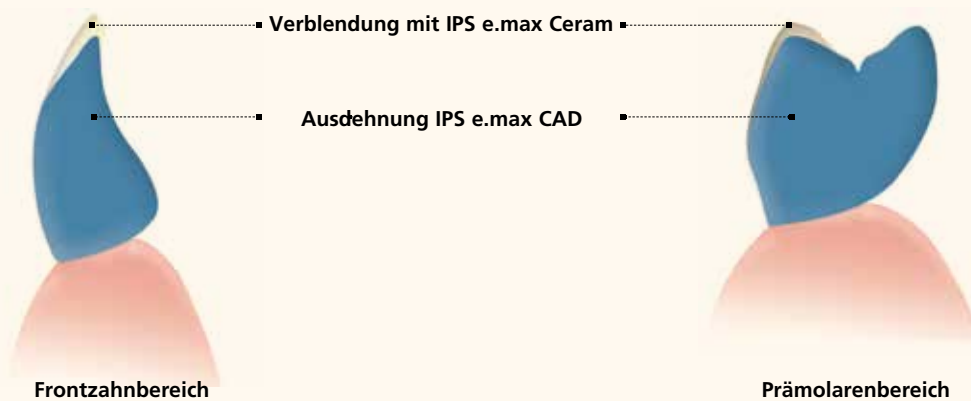 Verblendung mit IPS e.max Ceram
Ausdehnung IPS e.max CAD
Frontzahnbereich
Prämolarenbereich